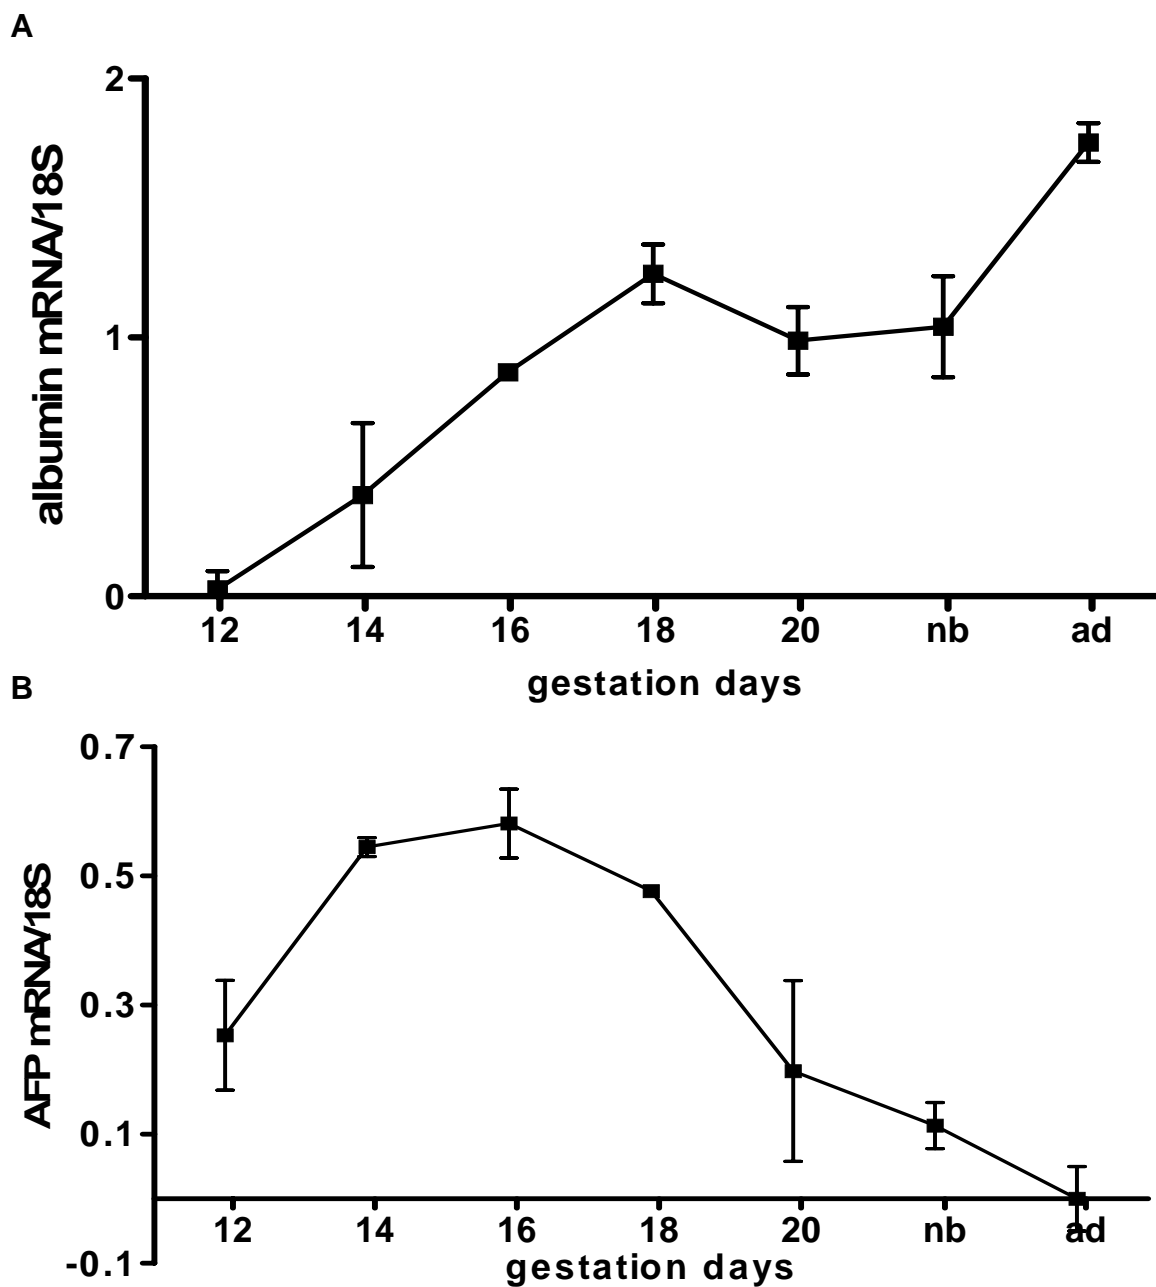 A
2
1
0
albumin mRNA/18S
12 14 16 18 20 nb ad
gestation days
B
0.7
0.5
0.3
0.1
-0.1
AFP mRNA/18S
12 14 16 18 20 nb ad
gestation days